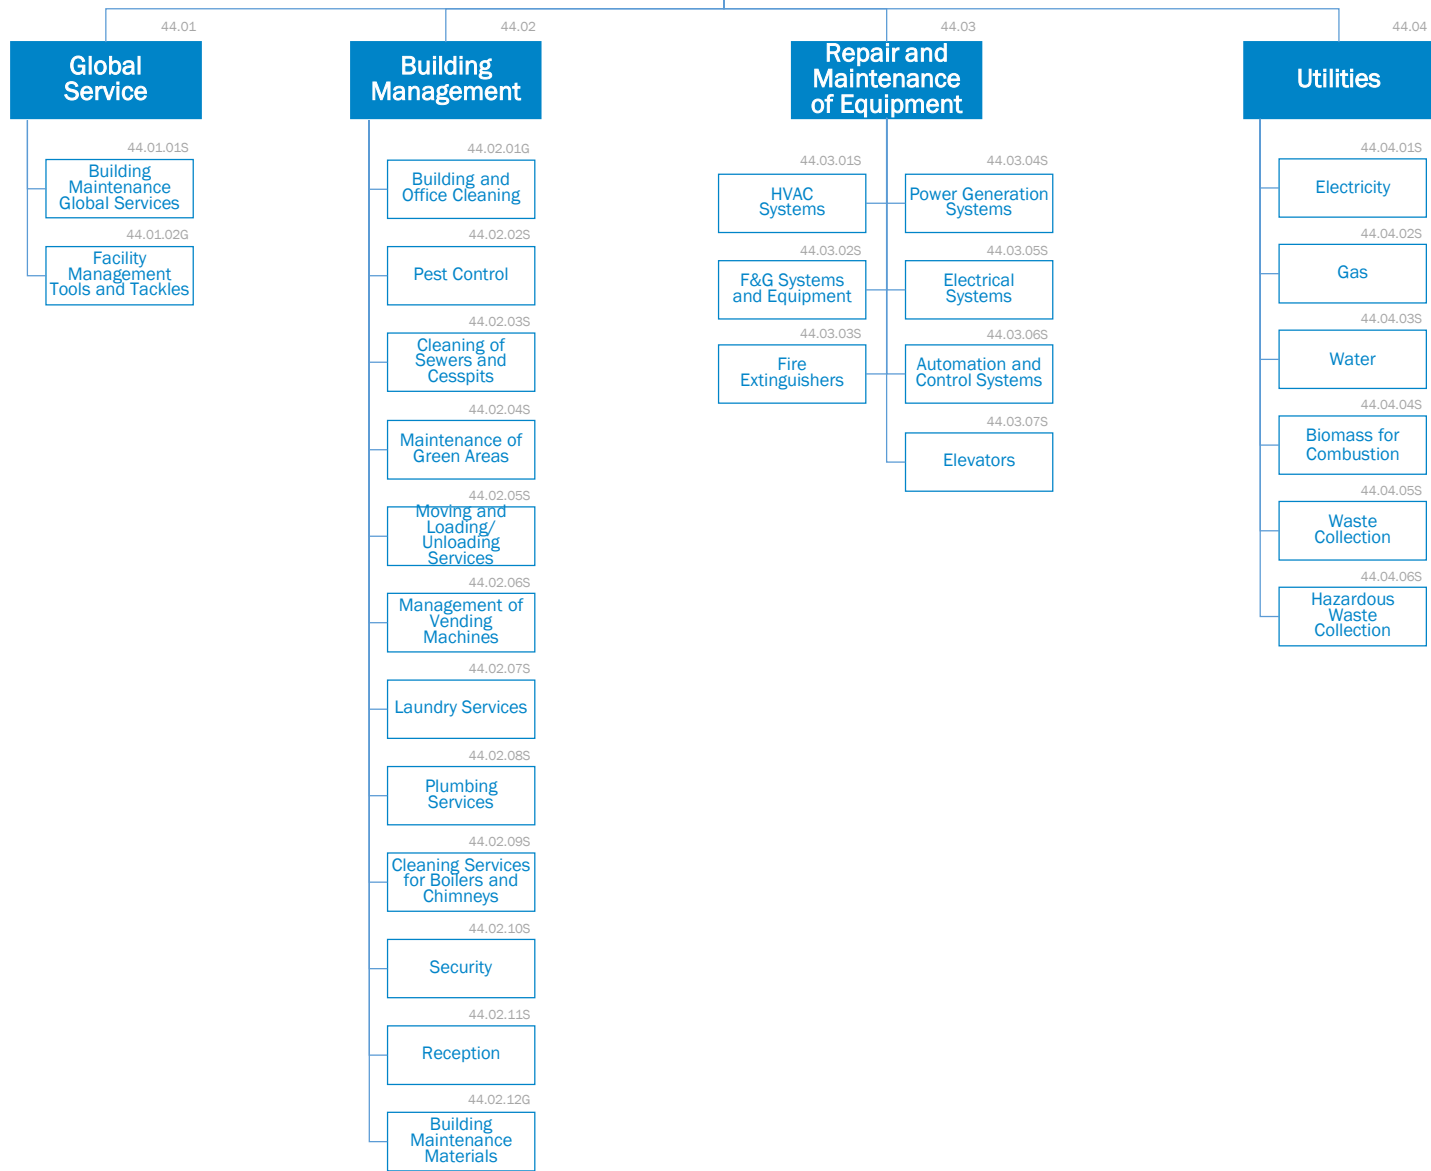 44.01
Global
Service
44.01.01S
Building
Maintenance
Global Services
44.01.02G
Facility
Management
Tools and Tackles
44.02
Building
Management
44.02.01G
Building and
Office Cleaning
44.02.02S
Pest Control
44.02.03S
Cleaning of
Sewers and
Cesspits
44.02.04S
Maintenance of
Green Areas
44.02.05S
Moving and
Loading/
Unloading
Services
44.02.06S
Management of
Vending
Machines
44.02.07S
Laundry Services
44.02.08S
Plumbing
Services
44.02.09S
Cleaning Services
for Boilers and
Chimneys
44.02.10S
Security
44.02.11S
Reception
44.02.12G
Building
Maintenance
Materials
44.03
Repair and
Maintenance
of Equipment
44.03.01S
HVAC
Systems
44.03.02S
F&G Systems
and Equipment
44.03.03S
Fire
Extinguishers
44.03.04S
Power Generation
Systems
44.03.05S
Electrical
Systems
44.03.06S
Automation and
Control Systems
44.03.07S
Elevators
44.04
Utilities
44.04.01S
Electricity
44.04.02S
Gas
44.04.03S
Water
44.04.04S
Biomass for
Combustion
44.04.05S
Waste
Collection
44.04.06S
Hazardous
Waste
Collection